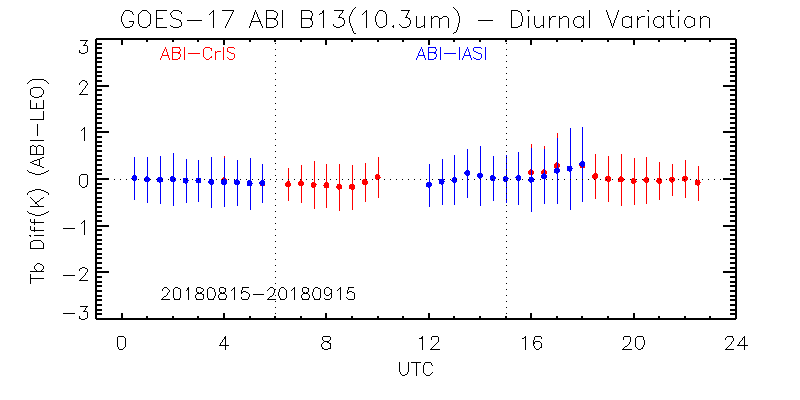 GOES-17 ABI B13(10.3um) - Diurnal Variation
ABI-CrIS
ABI-IASI
3
2
1
0
-1
-2
-3
Tb Diff(K) (ABI-LEO)
20180815-20180915
0 4 8 12 16 20 24
UTC